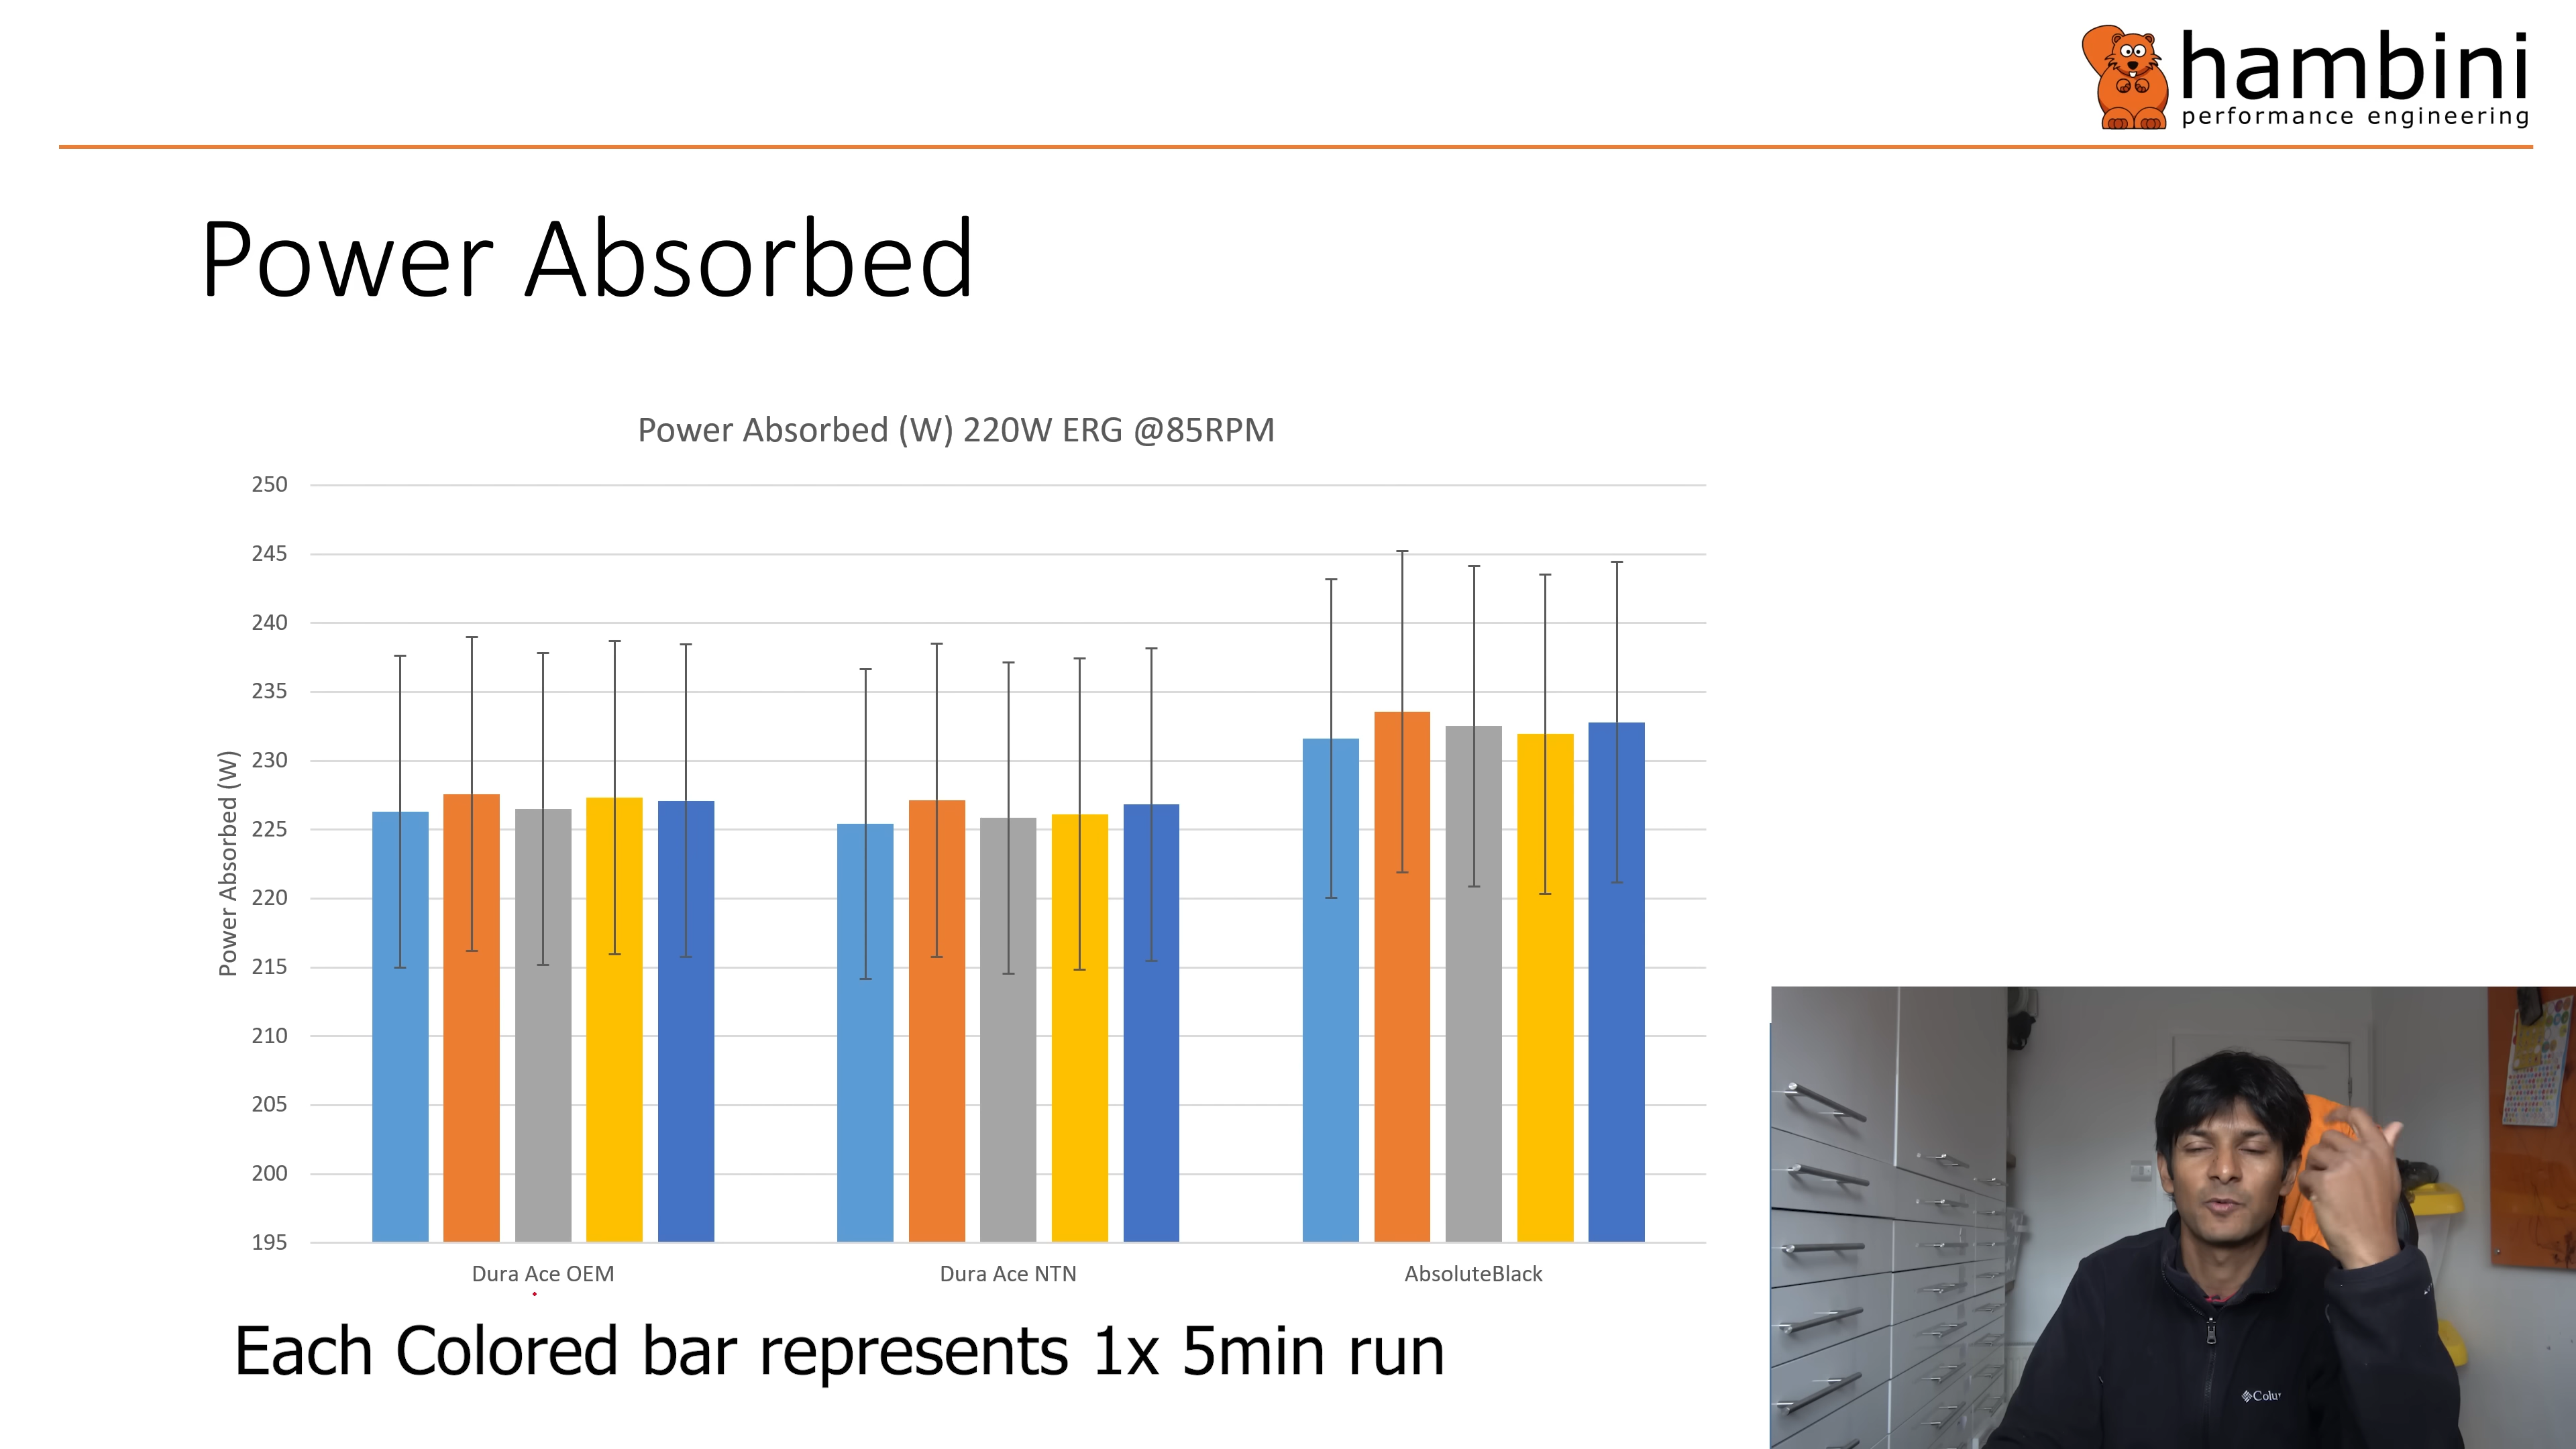 hambini
performance engineering
Power Absorbed
Power Absorbed (W) 220W ERG @85RPM
Power Absorbed (W)
250
245
240
235
230
225
220
215
210
205
200
195
Dura Ace OEM
Dura Ace NTN
AbsoluteBlack
Each Colored bar represents 1x 5min run